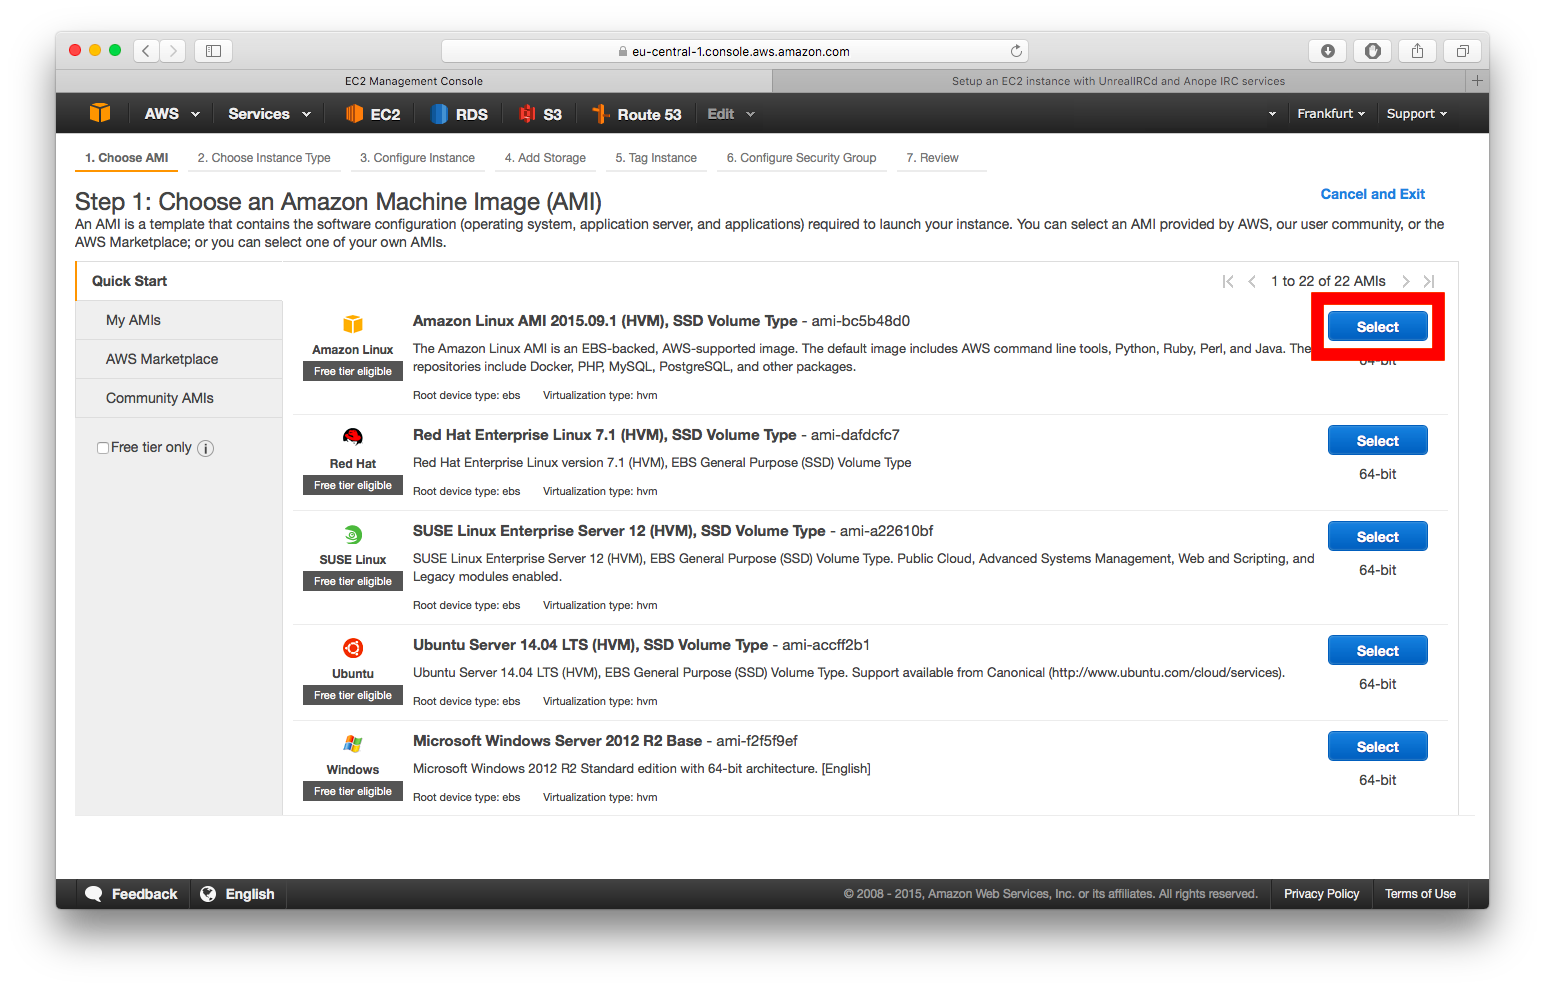 eu-central-1.console.aws.amazon.com
EC2 Management Console
Setup an EC2 instance with UnrealIRCd and Anope IRC services
AWS Services EC2 RDS S3 Route 53 Edit Frankfurt Support
1. Choose AMI 2. Choose Instance Type 3. Configure Instance 4. Add Storage 5. Tag Instance 6. Configure Security Group 7. Review
Step 1: Choose an Amazon Machine Image (AMI)
Cancel and Exit
An AMI is a template that contains the software configuration (operating system, application server, and applications) required to launch your instance. You can select an AMI provided by AWS, our user community, or the
AWS Marketplace; or you can select one of your own AMIs.
Quick Start
1 to 22 of 22 AMIs
My AMIs
AWS Marketplace
Community AMIs
Free tier only
Amazon Linux
Free tier eligible
Amazon Linux AMI 2015.09.1 (HVM), SSD Volume Type - ami-bc5b48d0
The Amazon Linux AMI is an EBS-backed, AWS-supported image. The default image includes AWS command line tools, Python, Ruby, Perl, and Java. The
repositories include Docker, PHP, MySQL, PostgreSQL, and other packages.
Root device type: ebs Virtualization type: hvm
Select
64-bit
Red Hat
Free tier eligible
Red Hat Enterprise Linux 7.1 (HVM), SSD Volume Type - ami-dafdcfc7
Red Hat Enterprise Linux version 7.1 (HVM), EBS General Purpose (SSD) Volume Type
Root device type: ebs Virtualization type: hvm
Select
64-bit
SUSE Linux
Free tier eligible
SUSE Linux Enterprise Server 12 (HVM), SSD Volume Type - ami-a22610bf
SUSE Linux Enterprise Server 12 (HVM), EBS General Purpose (SSD) Volume Type. Public Cloud, Advanced Systems Management, Web and Scripting, and
Legacy modules enabled.
Root device type: ebs Virtualization type: hvm
Select
64-bit
Ubuntu
Free tier eligible
Ubuntu Server 14.04 LTS (HVM), SSD Volume Type - ami-accff2b1
Ubuntu Server 14.04 LTS (HVM), EBS General Purpose (SSD) Volume Type. Support available from Canonical (http://www.ubuntu.com/cloud/services).
Root device type: ebs Virtualization type: hvm
Select
64-bit
Windows
Free tier eligible
Microsoft Windows Server 2012 R2 Base - ami-f2f5f9ef
Microsoft Windows 2012 R2 Standard edition with 64-bit architecture. [English]
Root device type: ebs Virtualization type: hvm
Select
64-bit
Feedback English © 2008 - 2015, Amazon Web Services, Inc. or its affiliates. All rights reserved. Privacy Policy Terms of Use